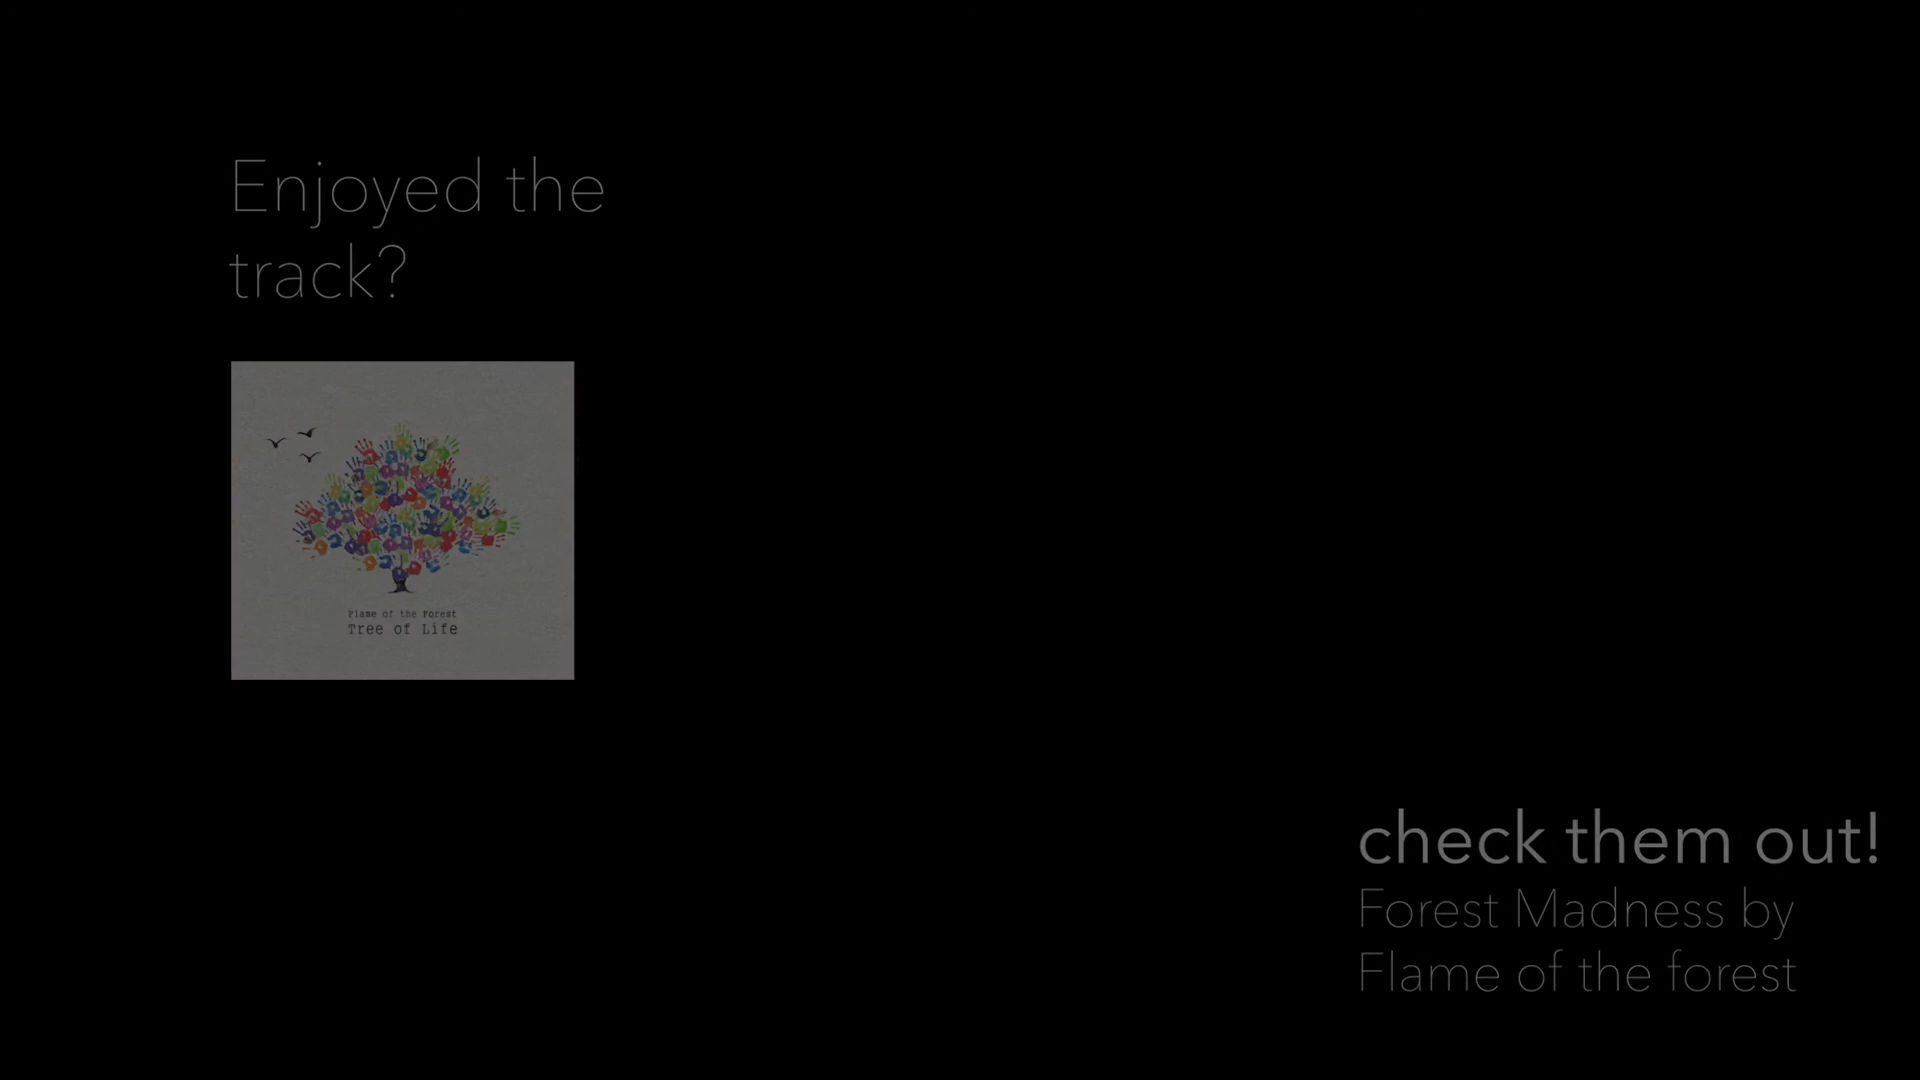 Enjoyed the
track?
Flame of the Forest
Tree of Life
check them out!
Forest Madness by
Flame of the forest